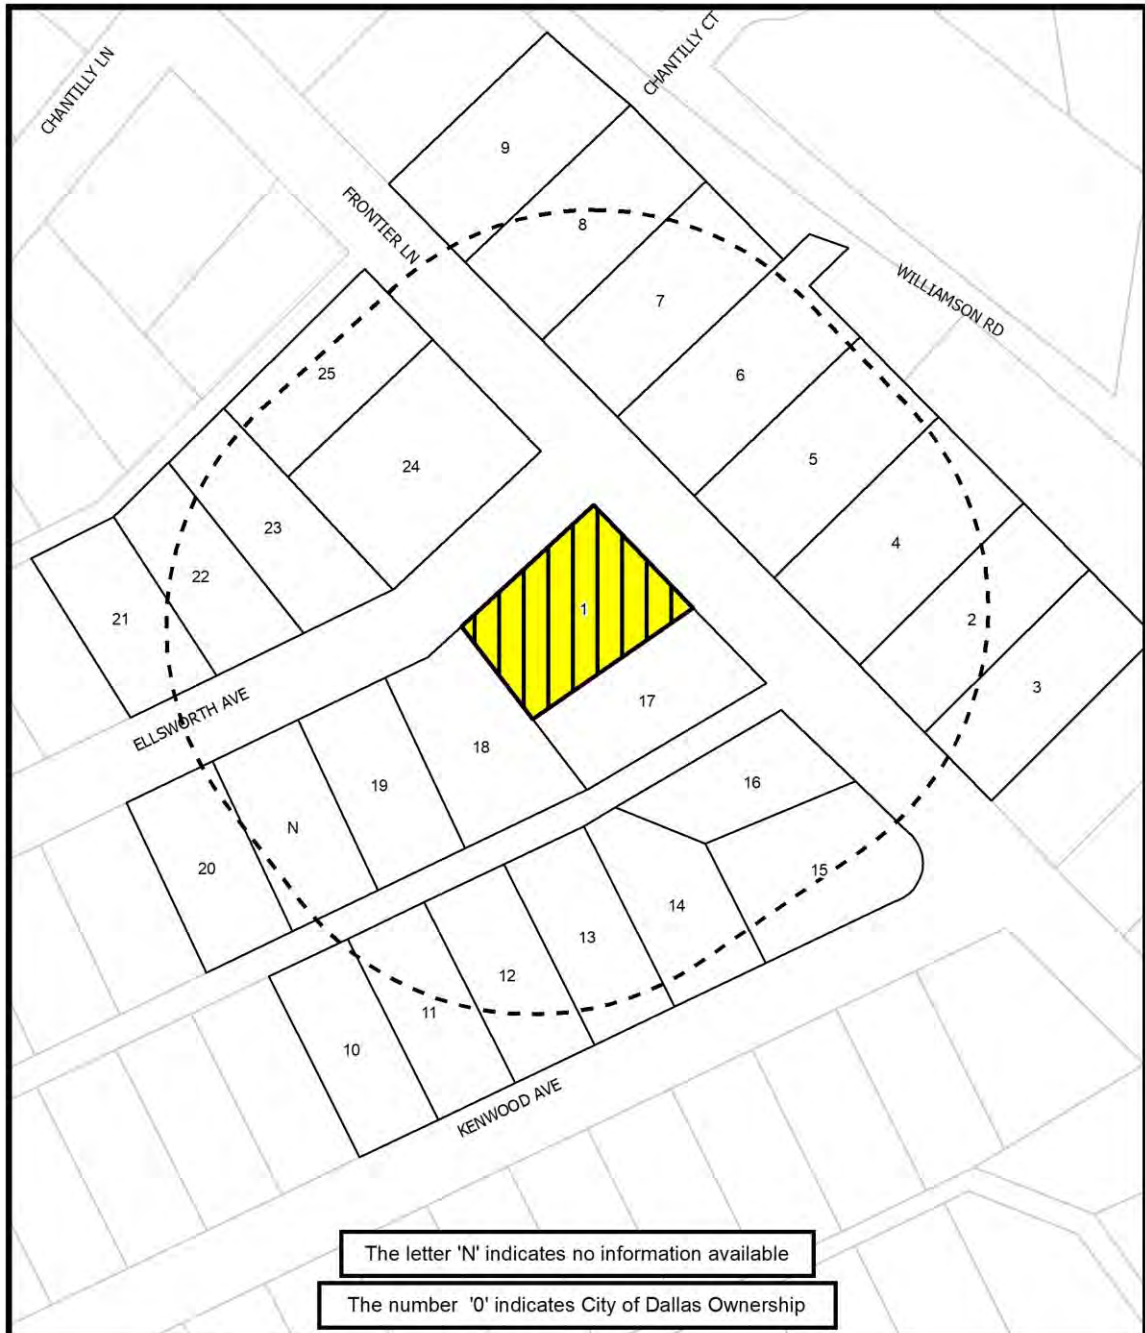 CHANTILLY LN
CHANTILLY CT
9
FRONTIER LN
8
7
WILLIAMSON RD
25
6
24
5
23
4
22
1
21
2
3
17
ELLSWORTH AVE
18
19
16
N
20
15
14
13
12
11
10
KENWOOD AVE
The letter 'N' indicates no information available
The number '0' indicates City of Dallas Ownership